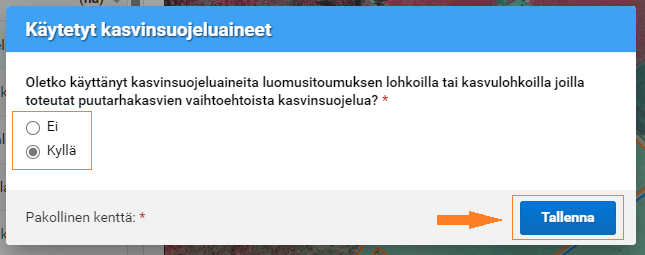 Käytetyt kasvinsuojeluaineet
Oletko käyttänyt kasvinsuojeluaineita luomusitoumuksen lohkoilla tai kasvulohkoilla joilla
toteutat puutarhakasvien vaihtoehtoista kasvinsuojelua? *
Ei
Kyllä
Pakollinen kenttä: *
Tallenna